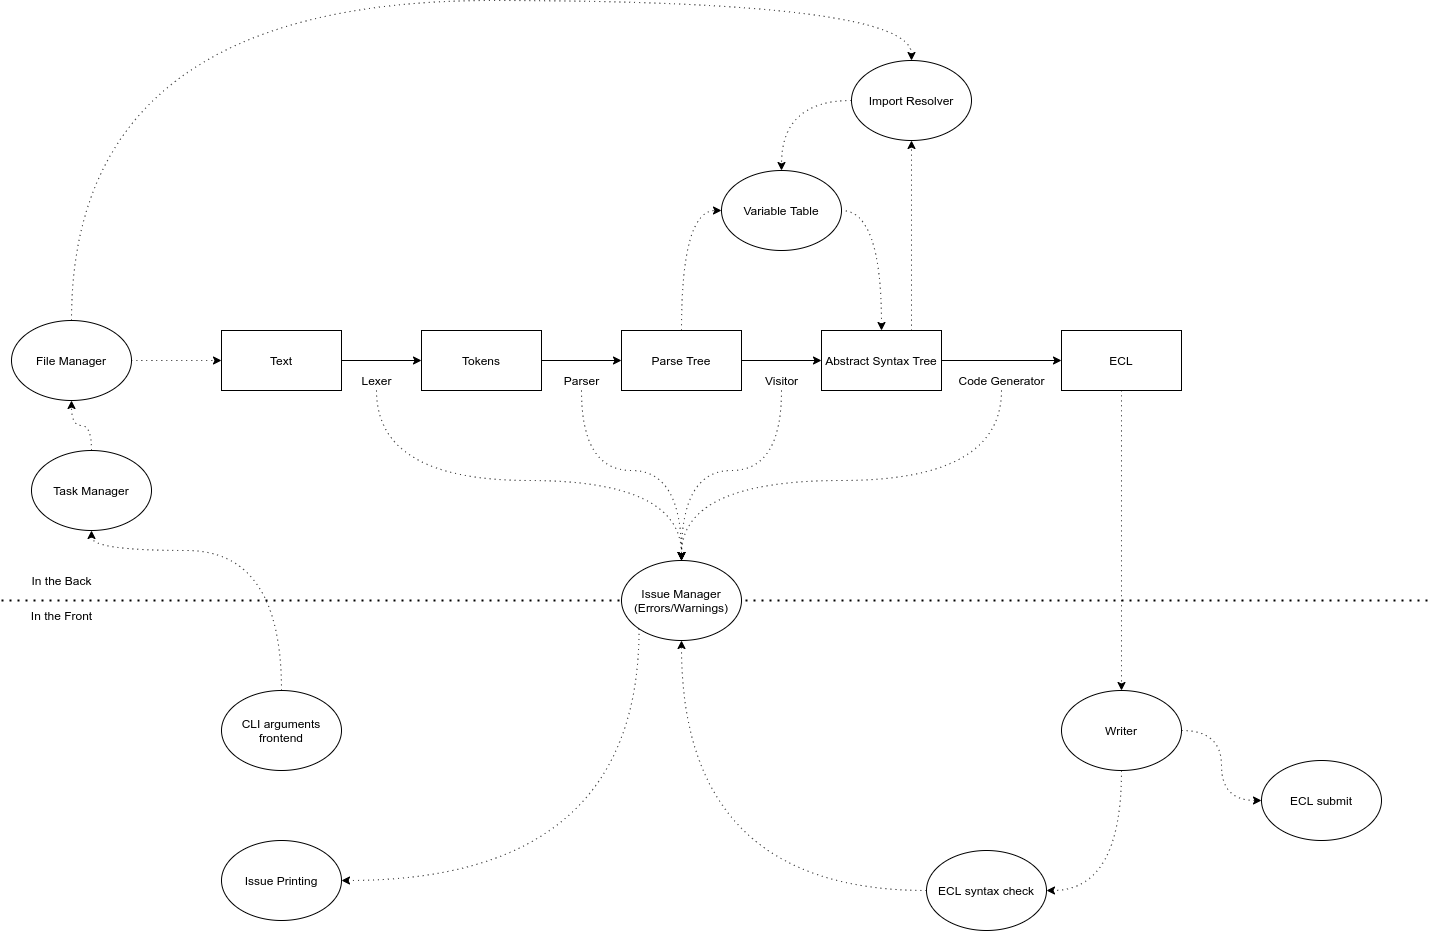 Import Resolver
Variable Table
File Manager
Text
Tokens
Parse Tree
Abstract Syntax Tree
ECL
Lexer
Parser
Visitor
Code Generator
Task Manager
In the Back
Issue Manager
(Errors/Warnings)
In the Front
CLI arguments
frontend
Writer
ECL submit
Issue Printing
ECL syntax check